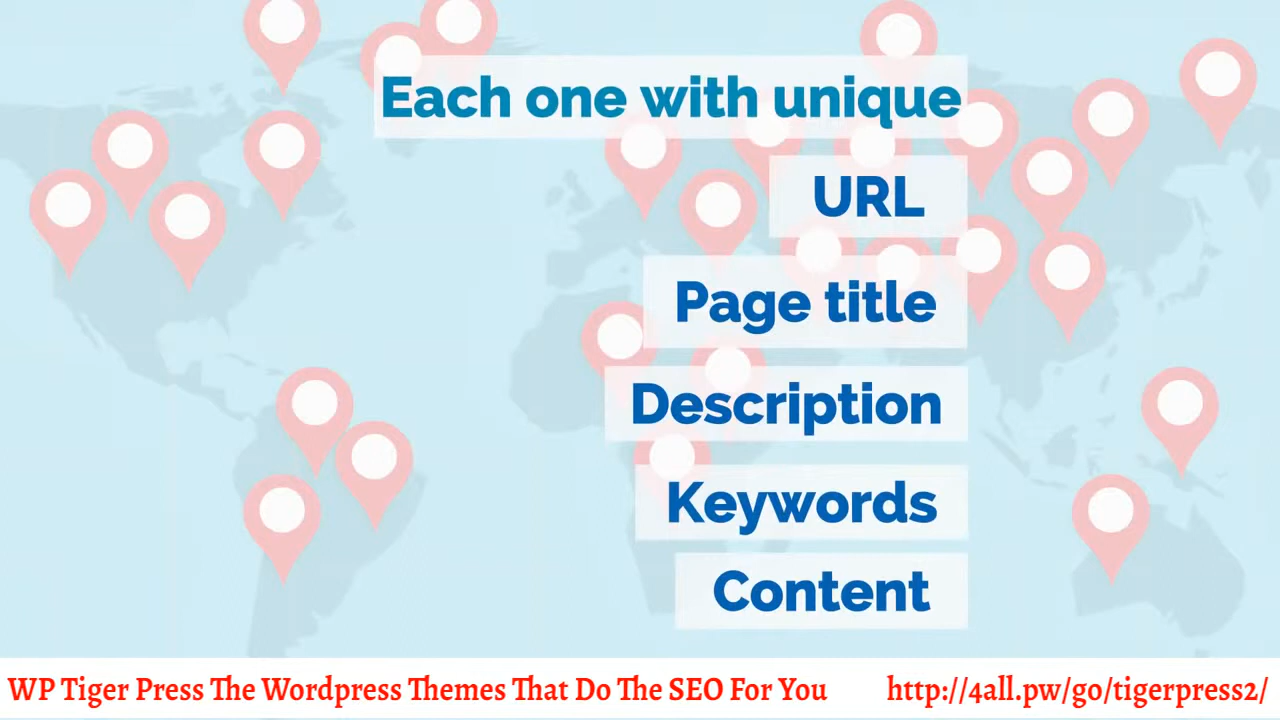 Each one with unique
URL
Page title
Description
Keywords
Content
WP Tiger Press The Wordpress Themes That Do The SEO For You http://4all.pw/go/tigerpress2/